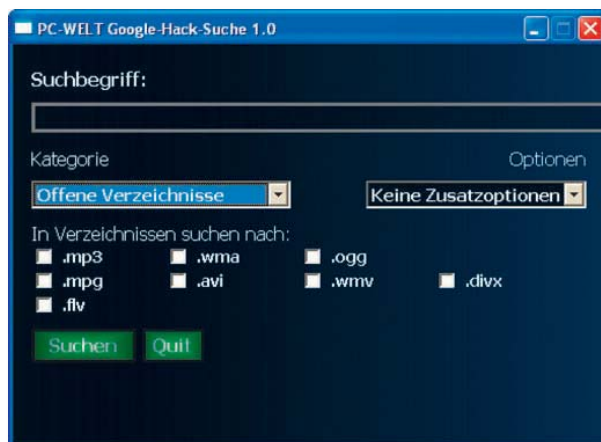 PC-WELT Google-Hack-Suche 1.0
Suchbegriff:
Kategorie Optionen
Offene Verzeichnisse Keine Zusatzoptionen
In Verzeichnissen suchen nach:
.mp3 .wma .ogg
.mpg .avi .wmv .divx
.flv
Suchen Quit